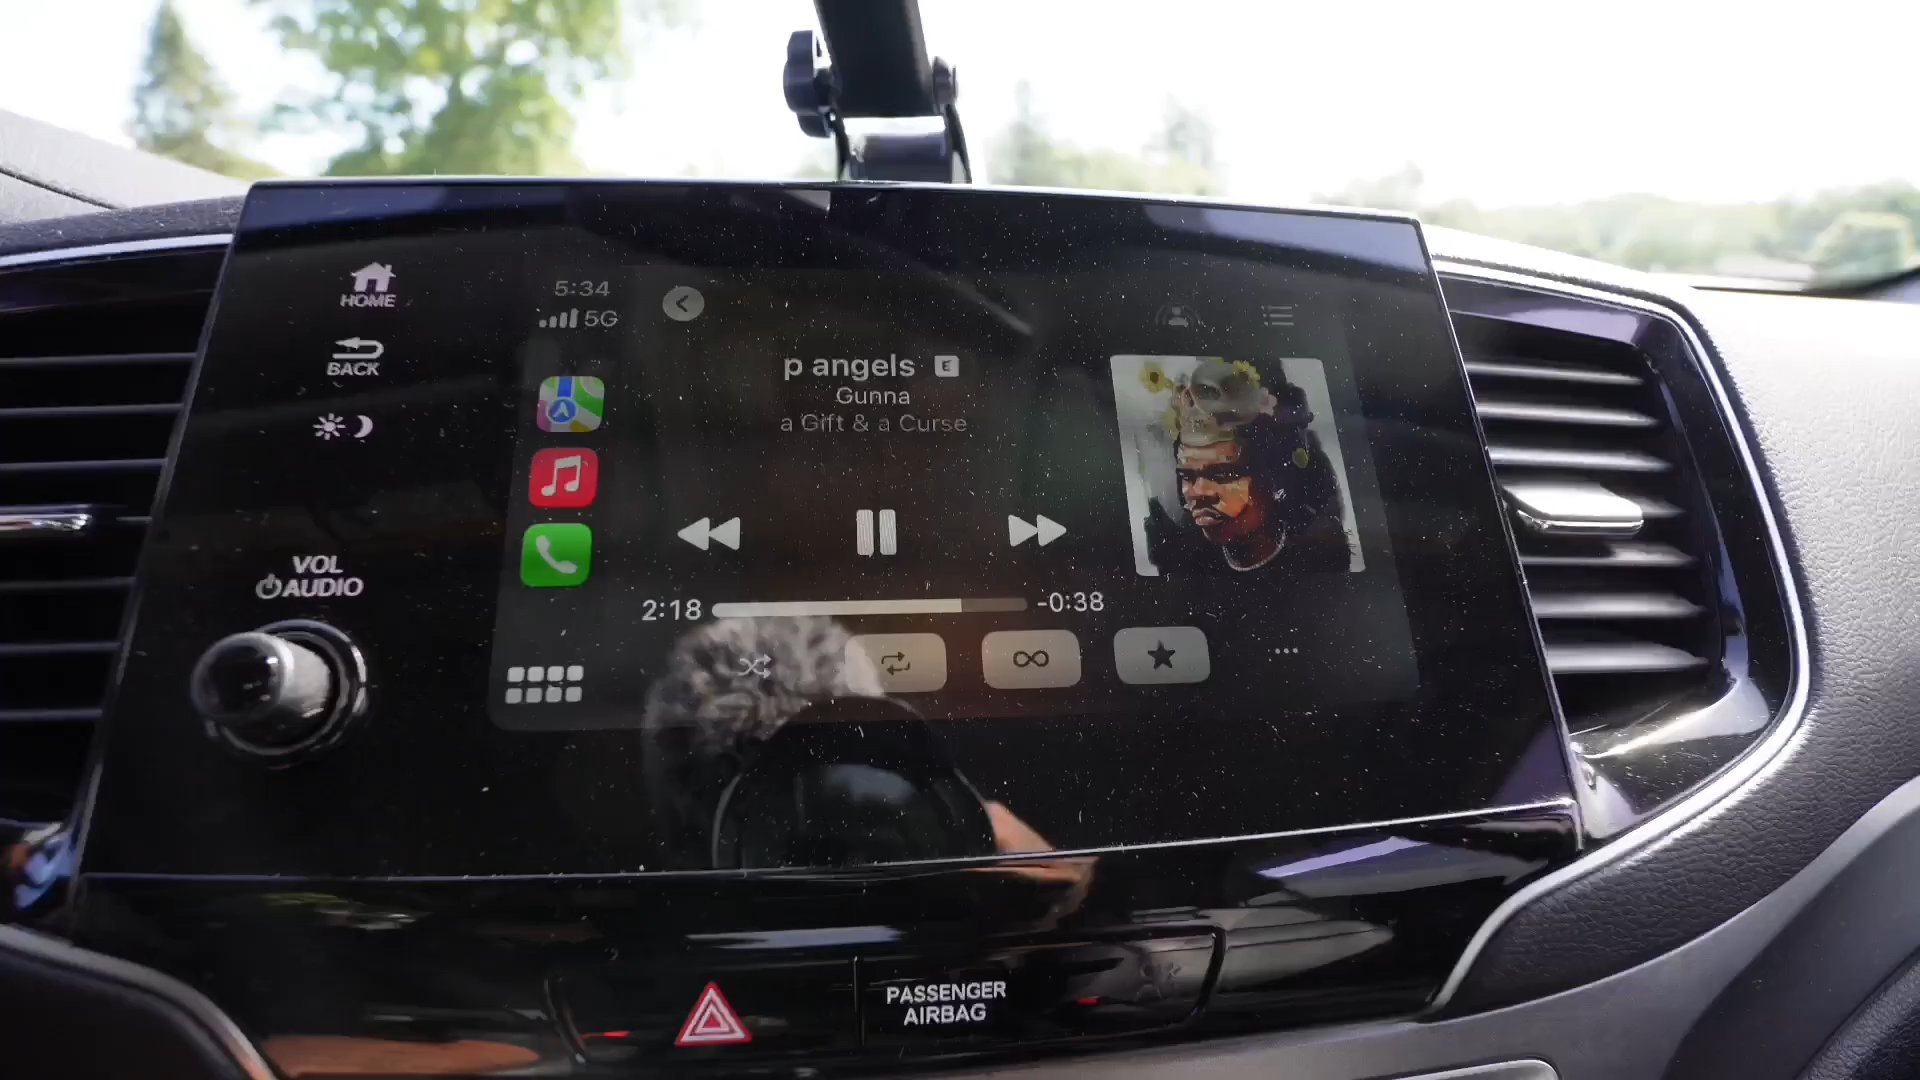 HOME
BACK
VOL
AUDIO
5:34
5G
p angels E
Gunna
a Gift & a Curse
2:18 -0:38
PASSENGER
AIRBAG